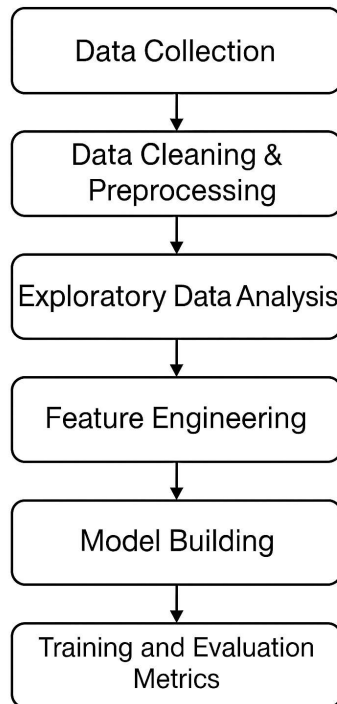 Data Collection
Data Cleaning &
Preprocessing
Exploratory Data Analysis
Feature Engineering
Model Building
Training and Evaluation
Metrics